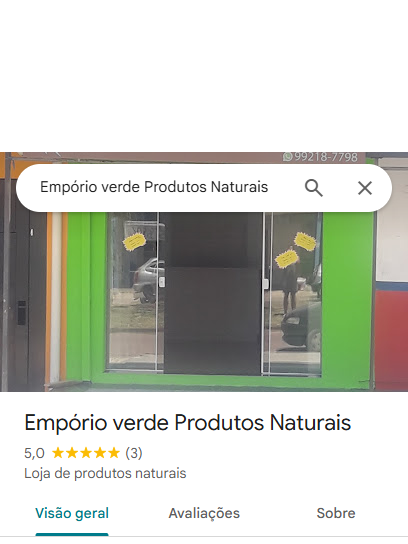 99218-7798
Empório verde Produtos Naturais
Empório verde Produtos Naturais
5,0 (3)
Loja de produtos naturais
Visão geral Avaliações Sobre